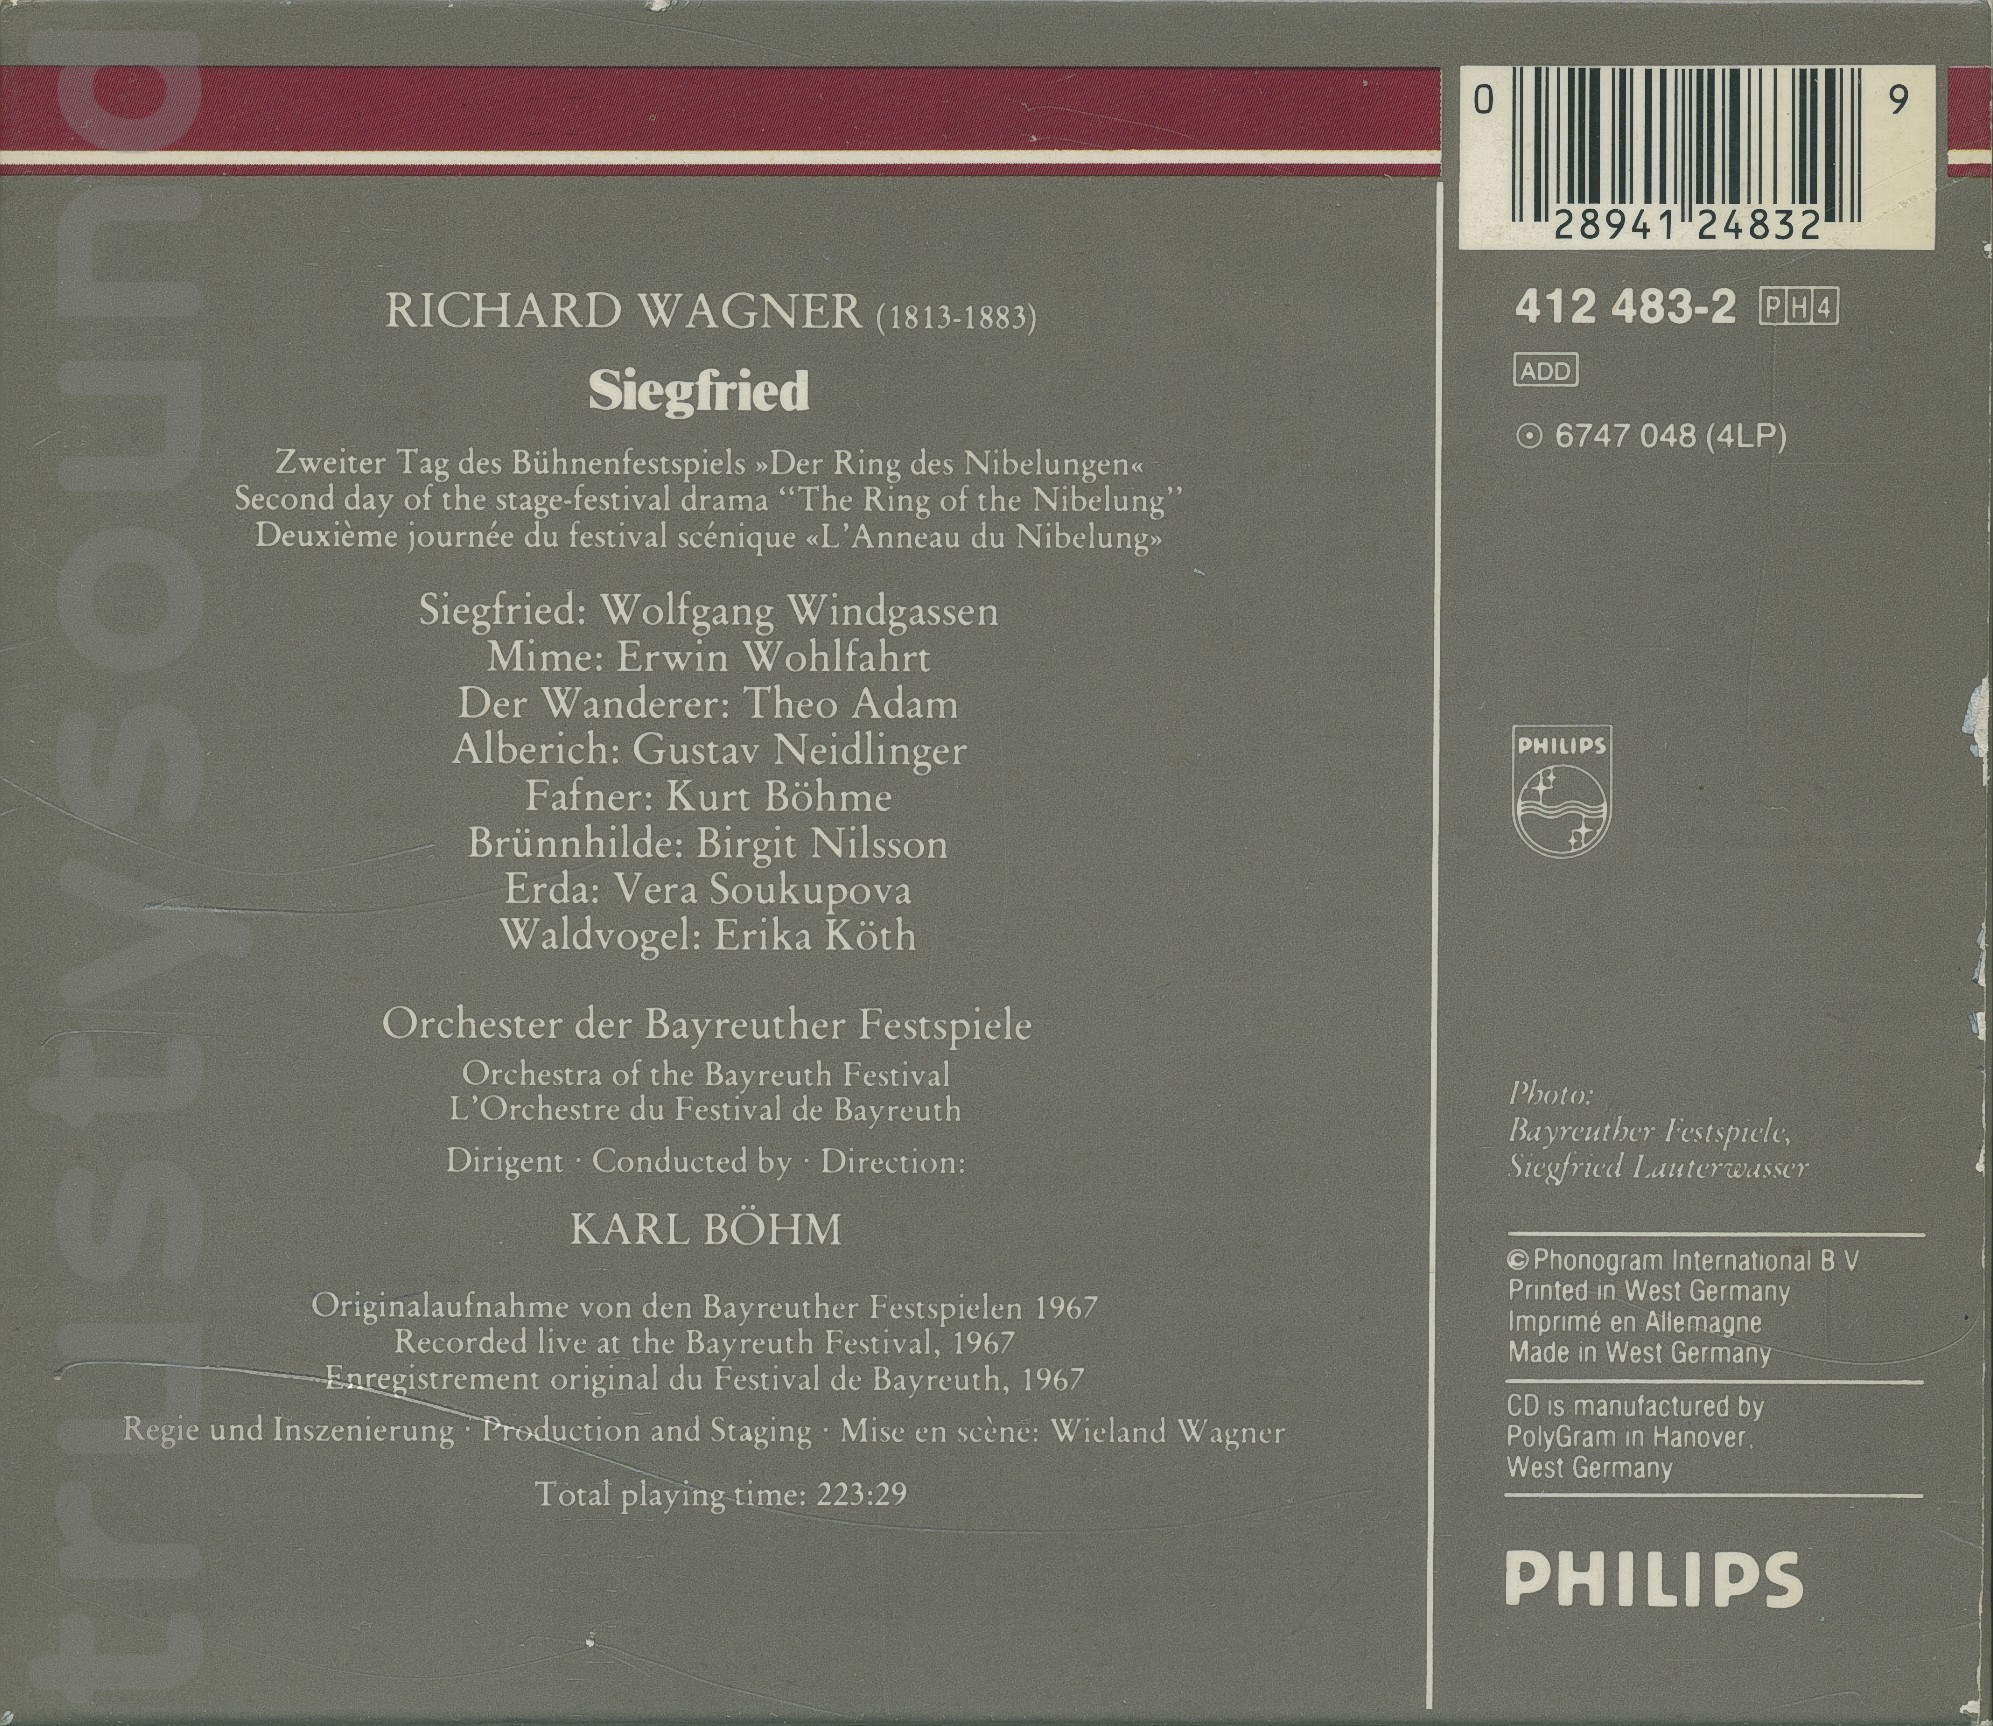 trustysound
RICHARD WAGNER (1813-1883)
Siegfried
Zweiter Tag des Bühnenfestspiels »Der Ring des Nibelungen«
Second day of the stage-festival drama “The Ring of the Nibelung”
Deuxième journée du festival scénique «L'Anneau du Nibelung»
Siegfried: Wolfgang Windgassen
Mime: Erwin Wohlfahrt
Der Wanderer: Theo Adam
Alberich: Gustav Neidlinger
Fafner: Kurt Böhme
Brünnhilde: Birgit Nilsson
Erda: Vera Soukupova
Waldvogel: Erika Köth
Orchester der Bayreuther Festspiele
Orchestra of the Bayreuth Festival
L'Orchestre du Festival de Bayreuth
Dirigent · Conducted by · Direction:
KARL BÖHM
Originalaufnahme von den Bayreuther Festspielen 1967
Recorded live at the Bayreuth Festival, 1967
Enregistrement original du Festival de Bayreuth, 1967
Regie und Inszenierung · Production and Staging · Mise en scène: Wieland Wagner
Total playing time: 223:29
0 9
28941 24832
412 483-2 PH4
ADD
6747 048 (4LP)
PHILIPS
Photo:
Bayreuther Festspiele,
Siegfried Lauterwasser
© Phonogram International B V
Printed in West Germany
Imprimé en Allemagne
Made in West Germany
CD is manufactured by
PolyGram in Hanover,
West Germany
PHILIPS